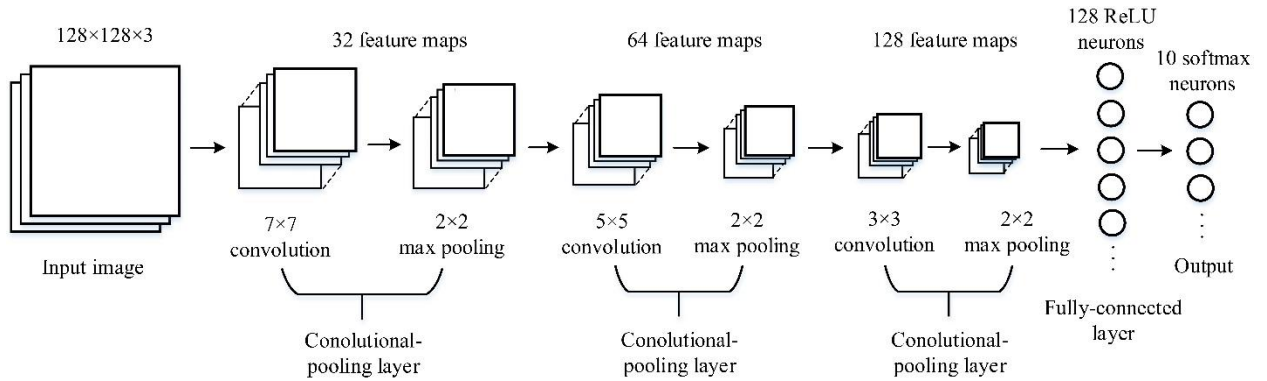 128×128×3
32 feature maps
64 feature maps
128 feature maps
128 ReLU
neurons
10 softmax
neurons
Input image
7×7
convolution
2×2
max pooling
5×5
convolution
2×2
max pooling
3×3
convolution
2×2
max pooling
Output
Fully-connected
layer
Conolutional-
pooling layer
Conolutional-
pooling layer
Conolutional-
pooling layer